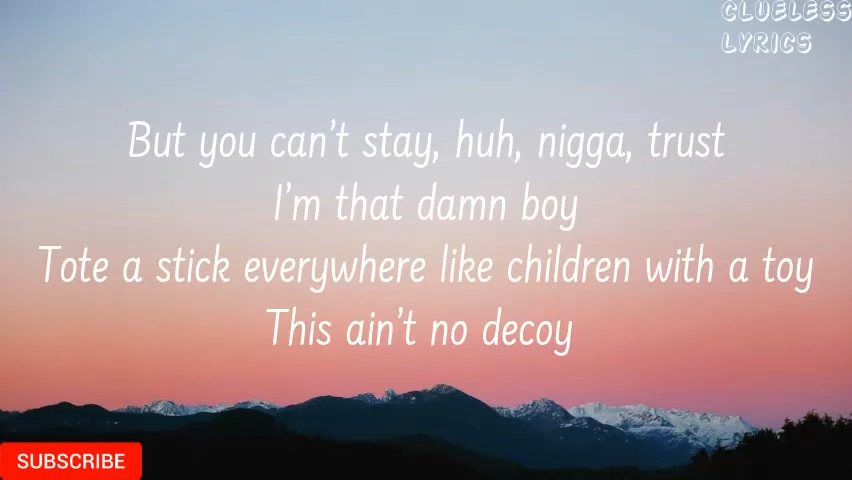 CLUELESS
LYRICS
But you can't stay, huh, nigga, trust
I'm that damn boy
Tote a stick everywhere like children with a toy
This ain't no decoy
SUBSCRIBE